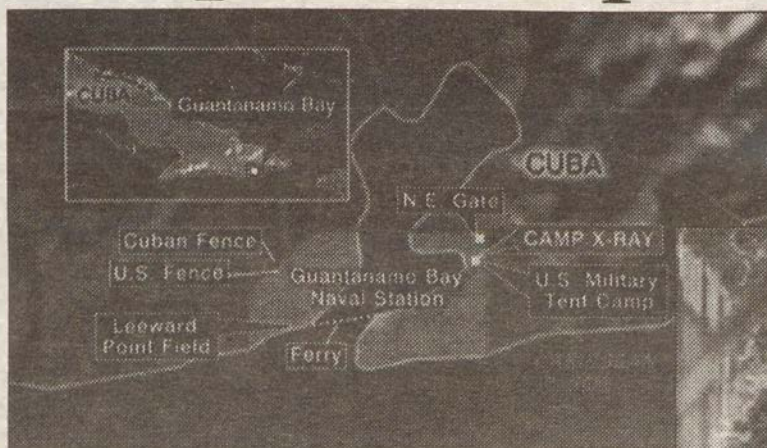 CUBA
Guantanamo Bay
CUBA
N.E. Gate
Cuban Fence
U.S. Fence
CAMP X-RAY
Guantanamo Bay
Naval Station
U.S. Military
Tent Camp
Leeward
Point Field
Ferry